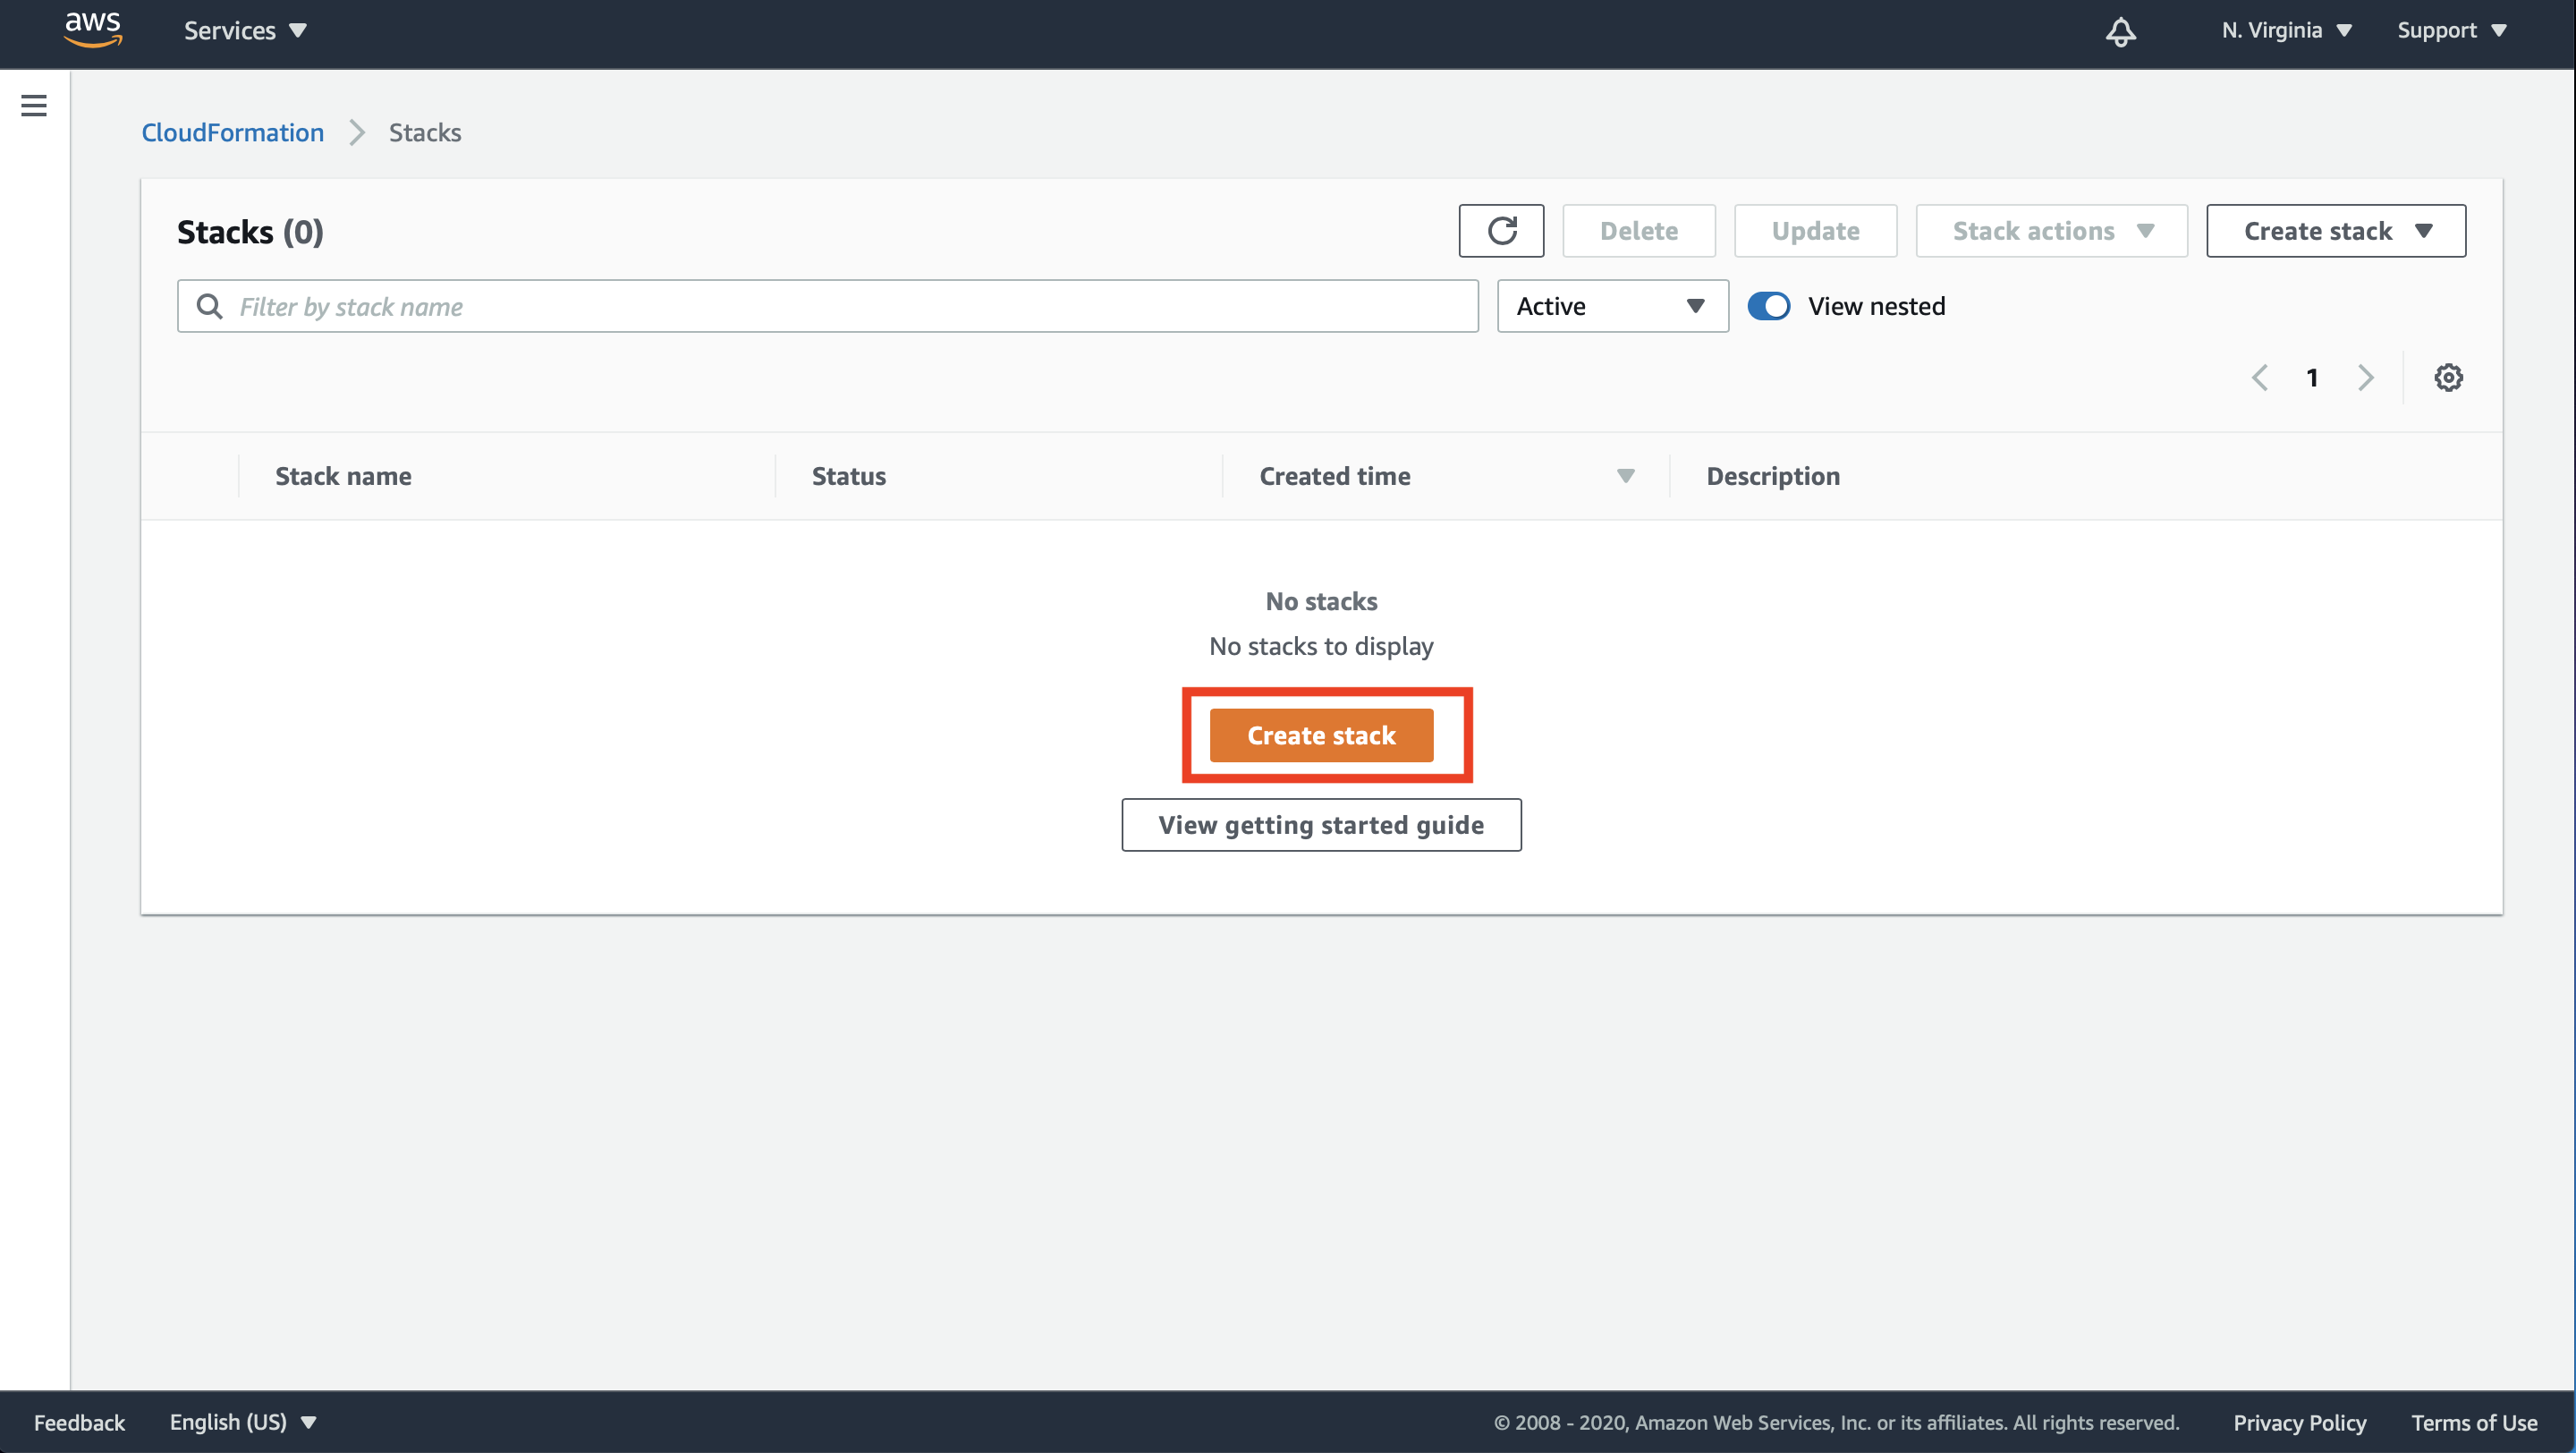 aws Services N. Virginia Support
CloudFormation Stacks
Stacks (0) Delete Update Stack actions Create stack
Filter by stack name Active View nested
1
Stack name Status Created time Description
No stacks
No stacks to display
Create stack
View getting started guide
Feedback English (US) © 2008 - 2020, Amazon Web Services, Inc. or its affiliates. All rights reserved. Privacy Policy Terms of Use